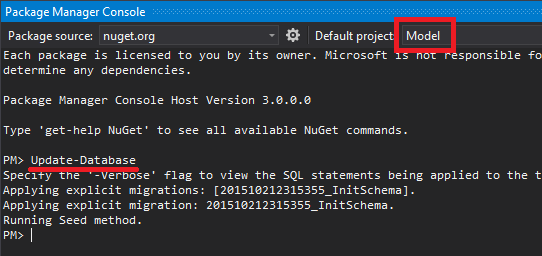 Package Manager Console
Package source: nuget.org Default project: Model
Each package is licensed to you by its owner. Microsoft is not responsible fo
determine any dependencies.
Package Manager Console Host Version 3.0.0.0
Type 'get-help NuGet' to see all available NuGet commands.
PM> Update-Database
Specify the '-Verbose' flag to view the SQL statements being applied to the t
Applying explicit migrations: [201510212315355_InitSchema].
Applying explicit migration: 201510212315355_InitSchema.
Running Seed method.
PM>